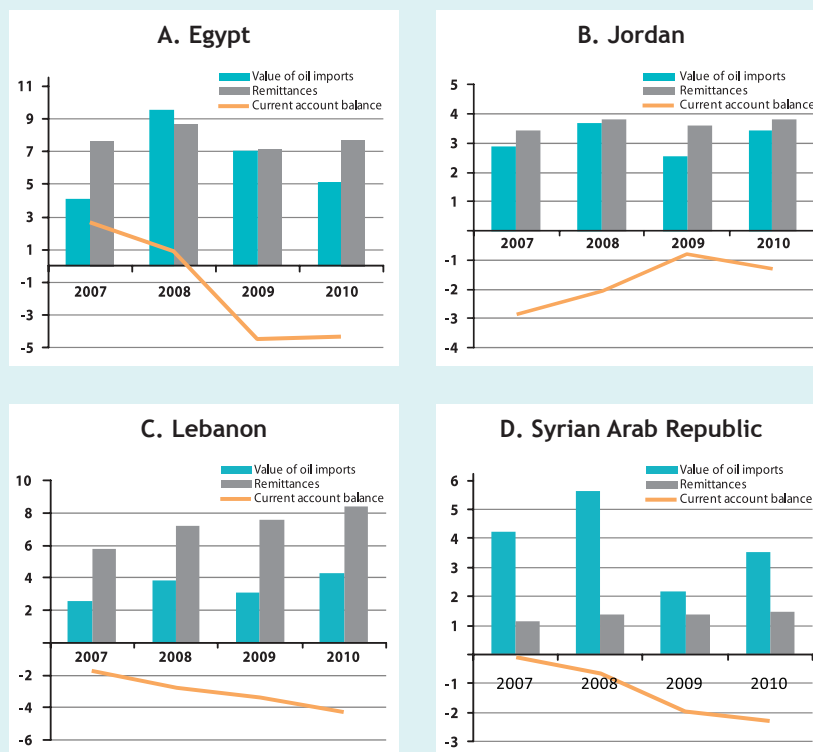 A. Egypt
Value of oil imports
Remittances
Current account balance
11
9
7
5
3
1
-1
-3
-5
2007 2008 2009 2010
B. Jordan
Value of oil imports
Remittances
Current account balance
5
4
3
2
1
-1
-2
-3
-4
2007 2008 2009 2010
C. Lebanon
Value of oil imports
Remittances
Current account balance
10
8
6
4
2
-2
-4
-6
2007 2008 2009 2010
D. Syrian Arab Republic
Value of oil imports
Remittances
Current account balance
6
5
4
3
2
1
-1
-2
-3
2007 2008 2009 2010